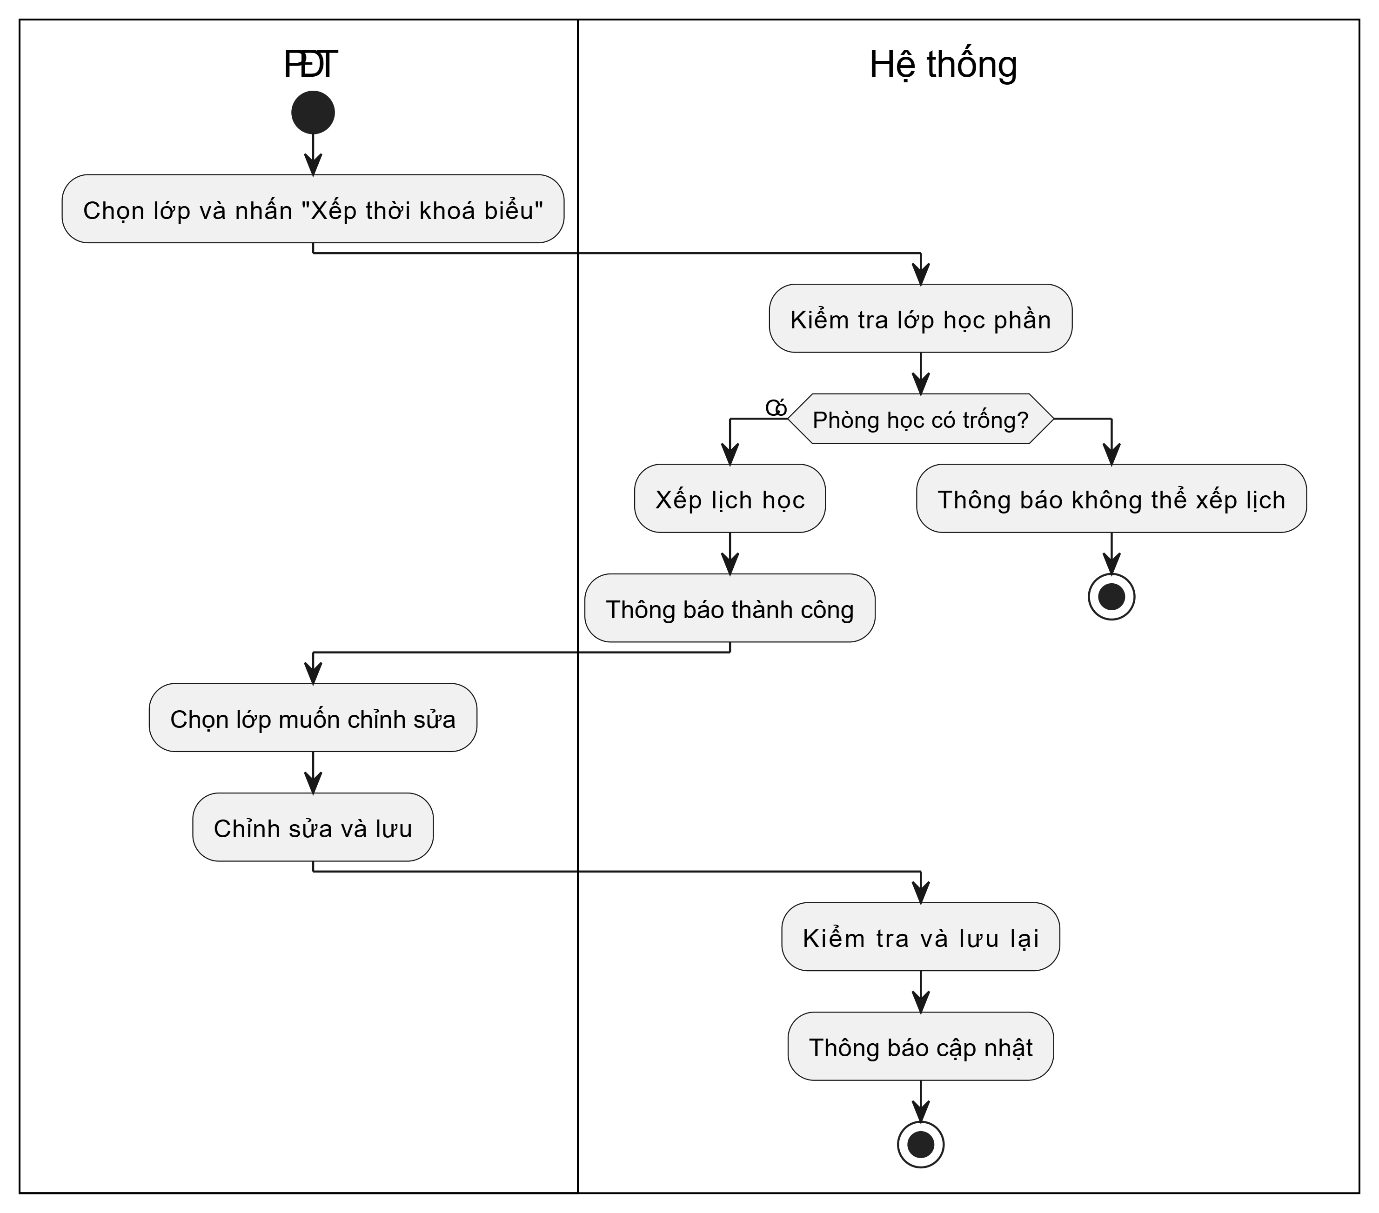 PĐT
Hệ thống
Chọn lớp và nhấn "Xếp thời khoá biểu"
Kiểm tra lớp học phần
Có
Phòng học có trống?
Xếp lịch học
Thông báo không thể xếp lịch
Thông báo thành công
Chọn lớp muốn chỉnh sửa
Chỉnh sửa và lưu
Kiểm tra và lưu lại
Thông báo cập nhật